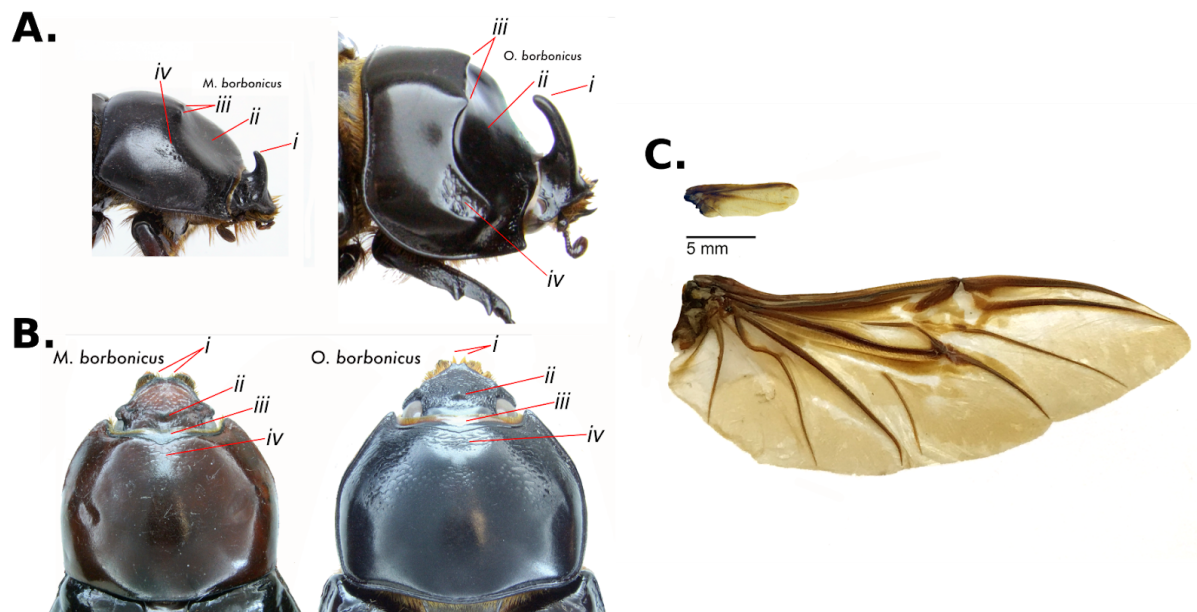 A.
iii
O. borbonicus
iv
M. borbonicus
iii
ii
i
ii
i
iv
C.
5 mm
B.
M. borbonicus
i
ii
iii
iv
O. borbonicus
i
ii
iii
iv